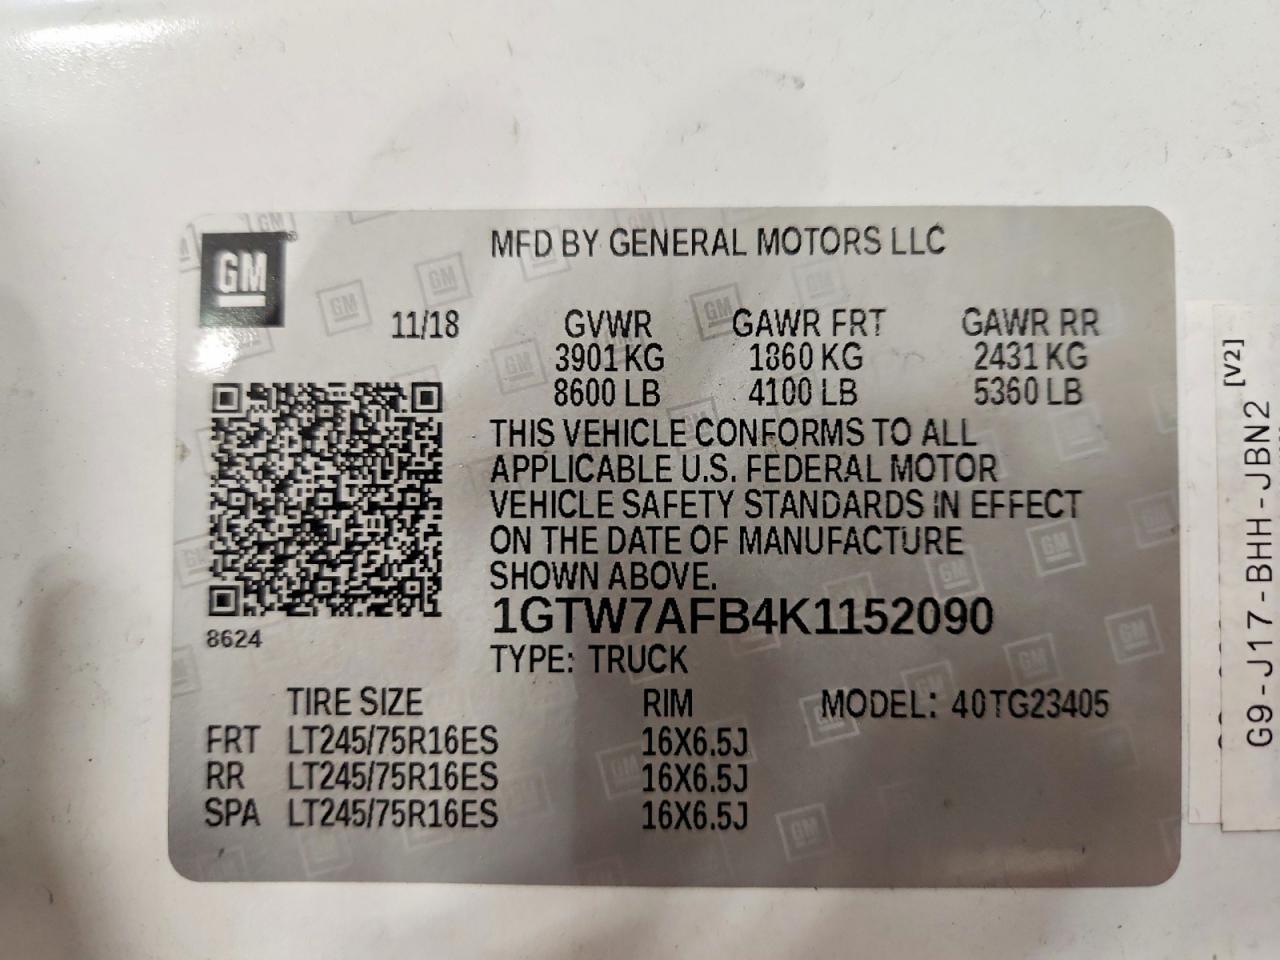 GM
MFD BY GENERAL MOTORS LLC
11/18 GVWR GAWR FRT GAWR RR
3901 KG 1860 KG 2431 KG
8600 LB 4100 LB 5360 LB
THIS VEHICLE CONFORMS TO ALL
APPLICABLE U.S. FEDERAL MOTOR
VEHICLE SAFETY STANDARDS IN EFFECT
ON THE DATE OF MANUFACTURE
SHOWN ABOVE.
8624
1GTW7AFB4K1152090
TYPE: TRUCK
TIRE SIZE RIM MODEL: 40TG23405
FRT LT245/75R16ES 16X6.5J
RR LT245/75R16ES 16X6.5J
SPA LT245/75R16ES 16X6.5J
G9-J17-BHH-JBN2 [V2]